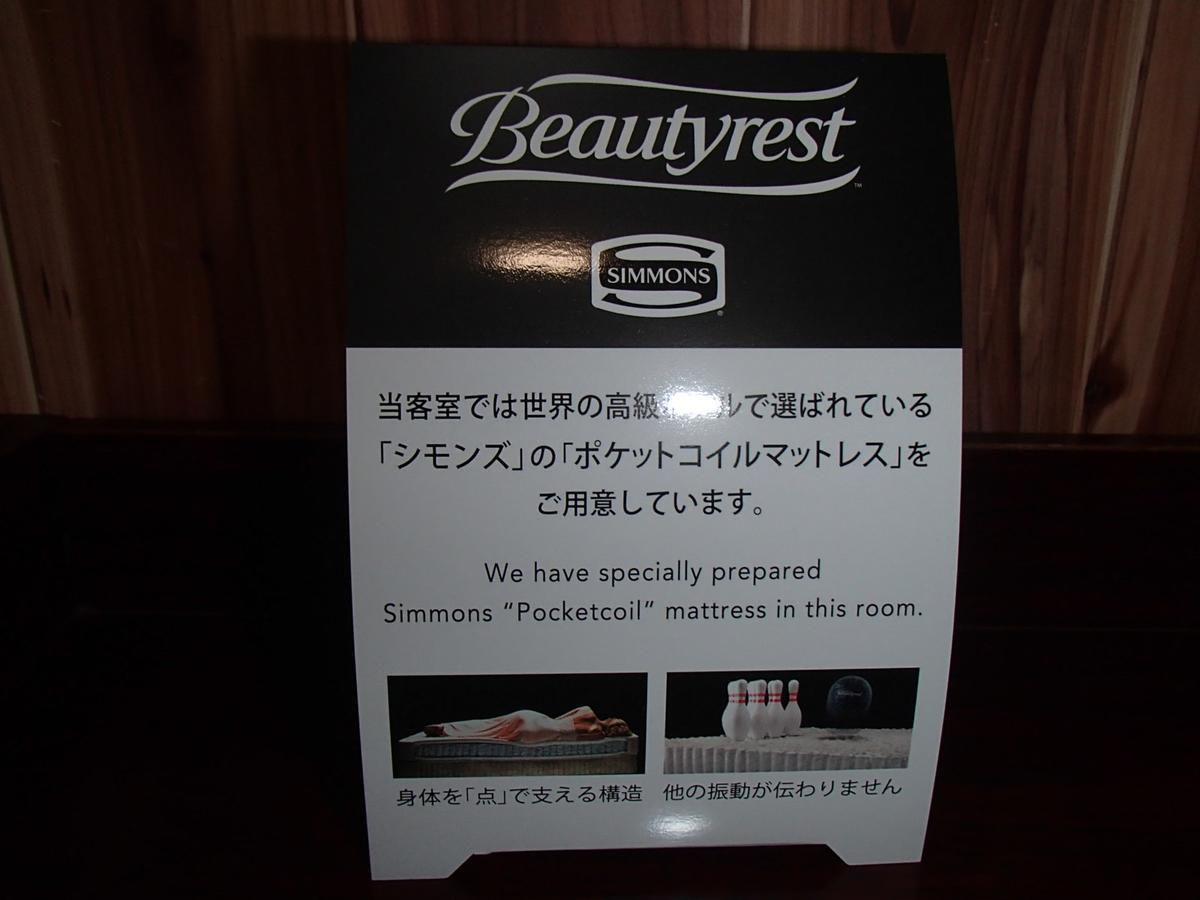 Beautyrest
SIMMONS
当客室では世界の高級 ルで選ばれている
「シモンズ」の「ポケットコイルマットレス」を
ご用意しています。
We have specially prepared
Simmons “Pocketcoil” mattress in this room.
身体を「点」で支える構造
他の振動が伝わりません